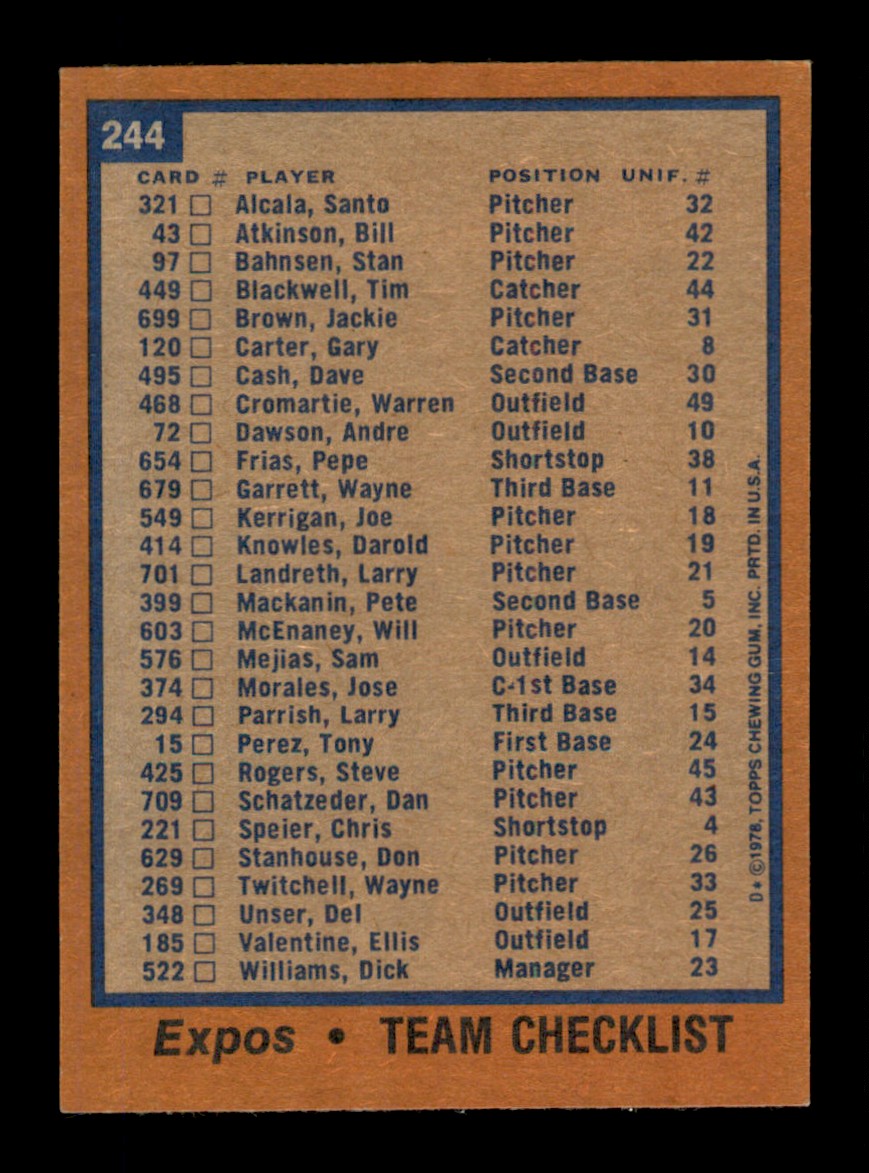 244
CARD # PLAYER POSITION UNIF. #
321 □ Alcala, Santo Pitcher 32
43 □ Atkinson, Bill Pitcher 42
97 □ Bahnsen, Stan Pitcher 22
449 □ Blackwell, Tim Catcher 44
699 □ Brown, Jackie Pitcher 31
120 □ Carter, Gary Catcher 8
495 □ Cash, Dave Second Base 30
468 □ Cromartie, Warren Outfield 49
72 □ Dawson, Andre Outfield 10
654 □ Frias, Pepe Shortstop 38
679 □ Garrett, Wayne Third Base 11
549 □ Kerrigan, Joe Pitcher 18
414 □ Knowles, Darold Pitcher 19
701 □ Landreth, Larry Pitcher 21
399 □ Mackanin, Pete Second Base 5
603 □ McEnaney, Will Pitcher 20
576 □ Mejias, Sam Outfield 14
374 □ Morales, Jose C-1st Base 34
294 □ Parrish, Larry Third Base 15
15 □ Perez, Tony First Base 24
425 □ Rogers, Steve Pitcher 45
709 □ Schatzeder, Dan Pitcher 43
221 □ Speier, Chris Shortstop 4
629 □ Stanhouse, Don Pitcher 26
269 □ Twitchell, Wayne Pitcher 33
348 □ Unser, Del Outfield 25
185 □ Valentine, Ellis Outfield 17
522 □ Williams, Dick Manager 23
D★ ©1978, TOPPS CHEWING GUM, INC. PRTD. IN U.S.A.
Expos • TEAM CHECKLIST